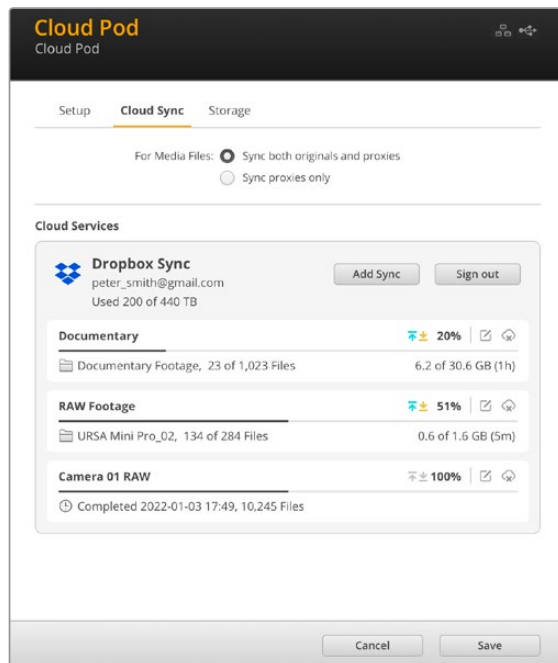 Cloud Pod
Cloud Pod
Setup Cloud Sync Storage
For Media Files: Sync both originals and proxies
Sync proxies only
Cloud Services
Dropbox Sync
peter_smith@gmail.com
Used 200 of 440 TB
Add Sync Sign out
Documentary 20%
Documentary Footage, 23 of 1,023 Files 6.2 of 30.6 GB (1h)
RAW Footage 51%
URSA Mini Pro_02, 134 of 284 Files 0.6 of 1.6 GB (5m)
Camera 01 RAW 100%
Completed 2022-01-03 17:49, 10,245 Files
Cancel Save